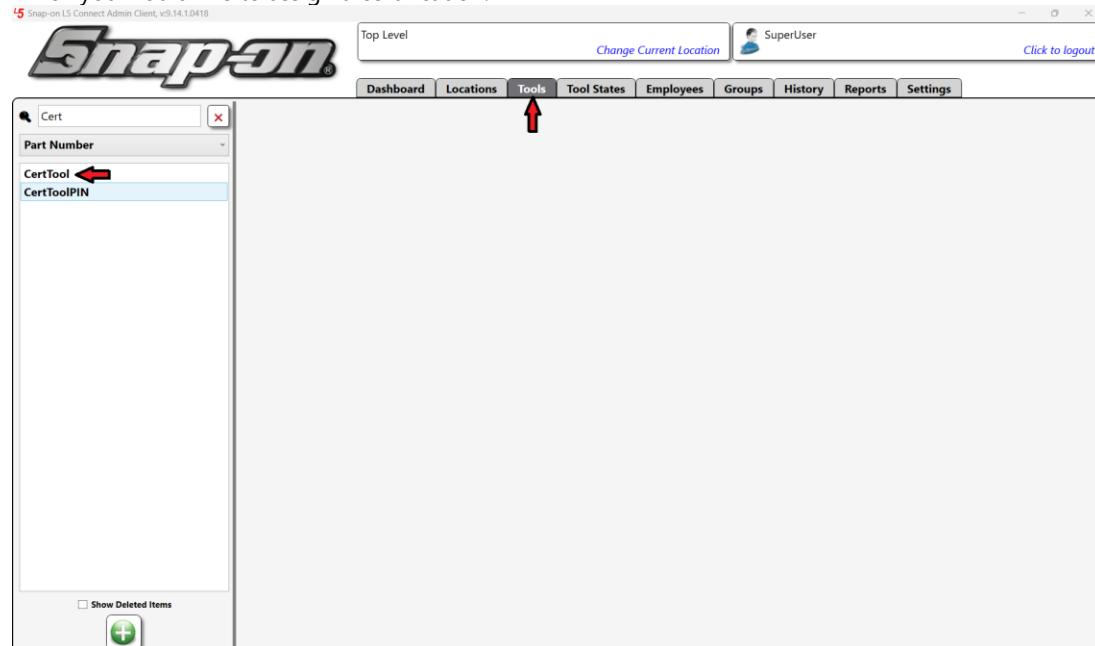 L5 Snap-on L5 Connect Admin Client, v:9.14.1.0418
Snap-on®
Top Level
Change Current Location
SuperUser
Click to logout
Dashboard Locations Tools Tool States Employees Groups History Reports Settings
Cert
Part Number
CertTool
CertToolPIN
Show Deleted Items